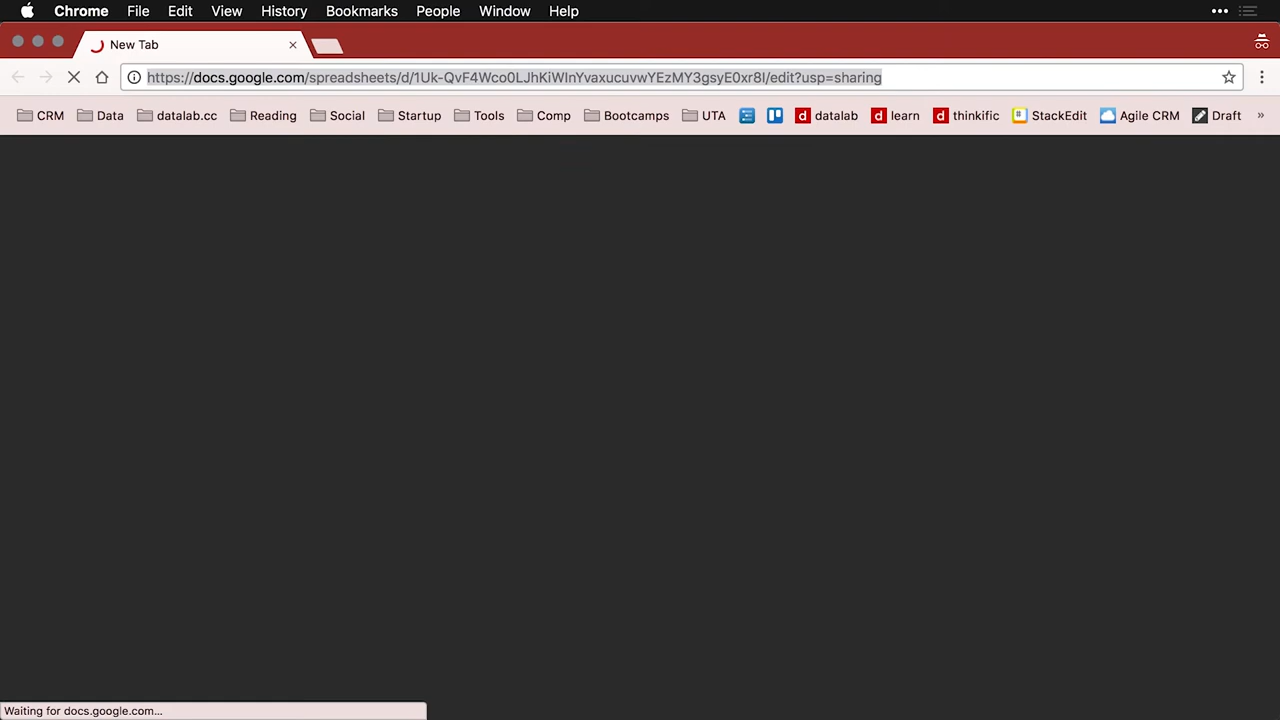 Chrome File Edit View History Bookmarks People Window Help
New Tab
https://docs.google.com/spreadsheets/d/1Uk-QvF4Wco0LJhKiWlnYvaxucuvwYEzMY3gsyE0xr8I/edit?usp=sharing
CRM Data datalab.cc Reading Social Startup Tools Comp Bootcamps UTA d datalab d learn d thinkific # StackEdit Agile CRM Draft »
Waiting for docs.google.com...